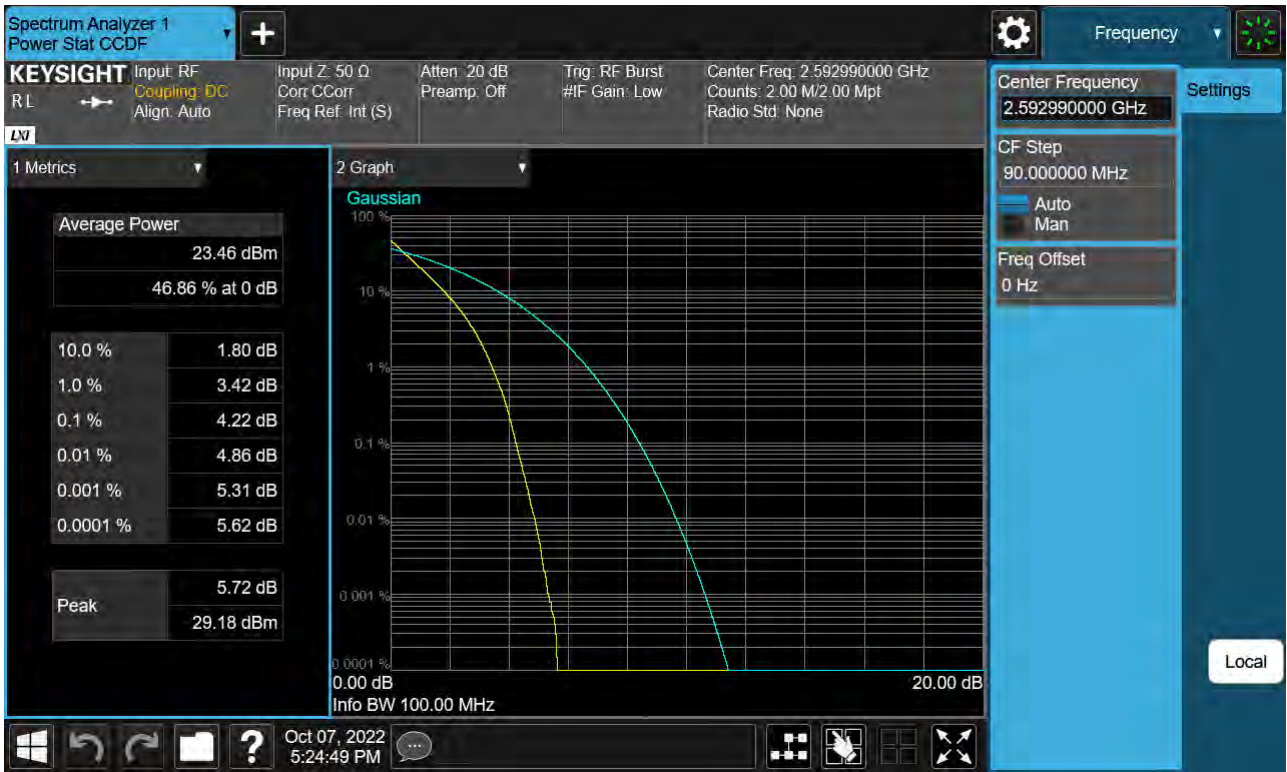 Spectrum Analyzer 1
Power Stat CCDF
Frequency
KEYSIGHT
RL
LXI
Input: RF
Coupling: DC
Align: Auto
Input Z: 50 Ω
Corr CCorr
Freq Ref: Int (S)
Atten: 20 dB
Preamp: Off
Trig: RF Burst
#IF Gain: Low
Center Freq: 2.592990000 GHz
Counts: 2.00 M/2.00 Mpt
Radio Std: None
Center Frequency
2.592990000 GHz
Settings
CF Step
90.000000 MHz
Auto
Man
Freq Offset
0 Hz
1 Metrics
Average Power
23.46 dBm
46.86 % at 0 dB
10.0 % 1.80 dB
1.0 % 3.42 dB
0.1 % 4.22 dB
0.01 % 4.86 dB
0.001 % 5.31 dB
0.0001 % 5.62 dB
Peak 5.72 dB
29.18 dBm
2 Graph
Gaussian
100 %
10 %
1 %
0.1 %
0.01 %
0.001 %
0.0001 %
0.00 dB 20.00 dB
Info BW 100.00 MHz
Local
?
Oct 07, 2022
5:24:49 PM